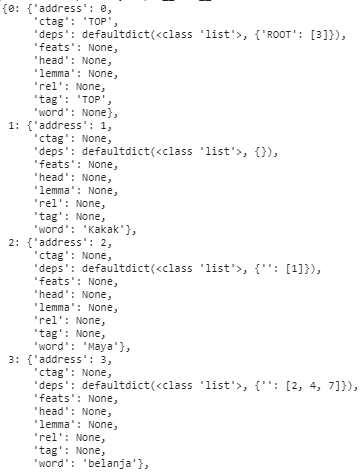 {0: {'address': 0,
'ctag': 'TOP',
'deps': defaultdict(<class 'list'>, {'ROOT': [3]}),
'feats': None,
'head': None,
'lemma': None,
'rel': None,
'tag': 'TOP',
'word': None},
1: {'address': 1,
'ctag': None,
'deps': defaultdict(<class 'list'>, {}),
'feats': None,
'head': None,
'lemma': None,
'rel': None,
'tag': None,
'word': 'Kakak'},
2: {'address': 2,
'ctag': None,
'deps': defaultdict(<class 'list'>, {'': [1]}),
'feats': None,
'head': None,
'lemma': None,
'rel': None,
'tag': None,
'word': 'Maya'},
3: {'address': 3,
'ctag': None,
'deps': defaultdict(<class 'list'>, {'': [2, 4, 7]}),
'feats': None,
'head': None,
'lemma': None,
'rel': None,
'tag': None,
'word': 'belanja'},